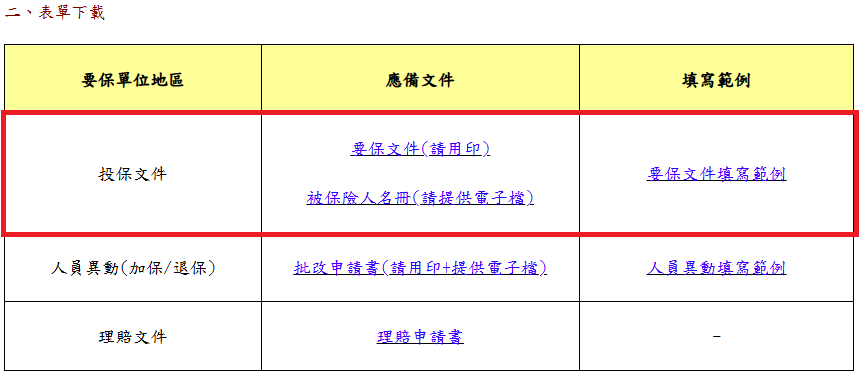 二、表單下載
要保單位地區 應備文件 填寫範例
投保文件 要保文件(請用印) 要保文件填寫範例
被保險人名冊(請提供電子檔)
人員異動(加保/退保) 批改申請書(請用印+提供電子檔) 人員異動填寫範例
理賠文件 理賠申請書 -